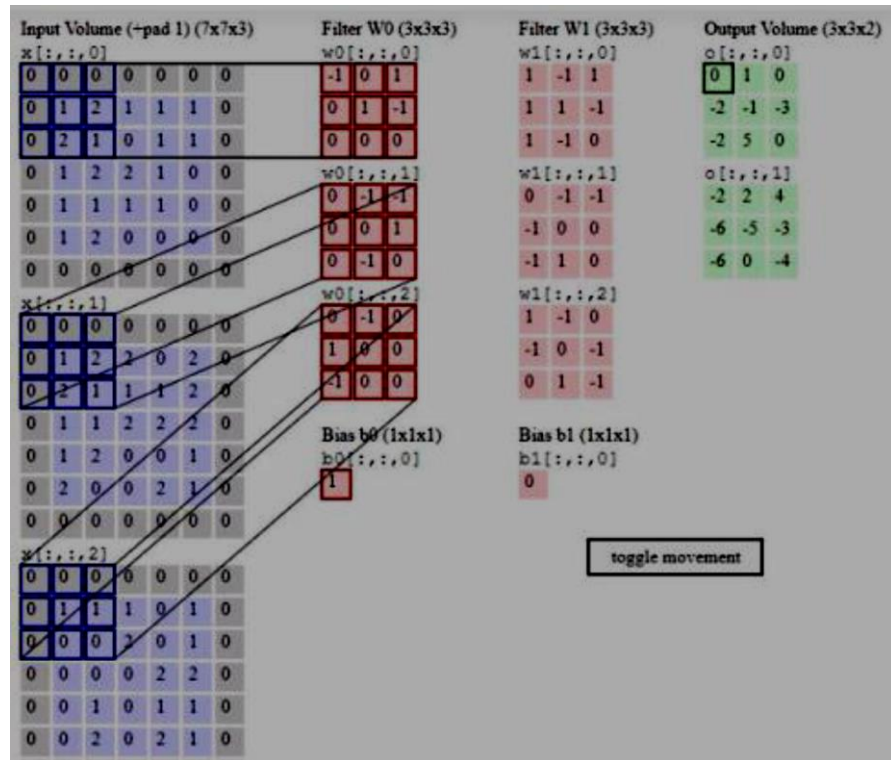 Input Volume (+pad 1) (7x7x3)
x[:,:,0]
0 0 0 0 0 0 0
0 1 2 1 1 1 0
0 2 1 0 1 1 0
0 1 2 2 1 0 0
0 1 1 1 1 0 0
0 1 2 0 0 0 0
0 0 0 0 0 0 0
x[:,:,1]
0 0 0 0 0 0 0
0 1 2 2 0 2 0
0 2 1 1 1 2 0
0 1 1 2 2 2 0
0 1 2 0 0 1 0
0 2 0 0 2 1 0
0 0 0 0 0 0 0
x[:,:,2]
0 0 0 0 0 0 0
0 1 1 1 0 1 0
0 0 0 2 0 1 0
0 0 0 0 2 2 0
0 0 1 0 1 1 0
0 0 2 0 2 1 0
Filter W0 (3x3x3)
w0[:,:,0]
-1 0 1
0 1 -1
0 0 0
w0[:,:,1]
0 -1 -1
0 0 1
0 -1 0
w0[:,:,2]
0 -1 0
1 0 0
-1 0 0
Bias b0 (1x1x1)
b0[:,:,0]
1
Filter W1 (3x3x3)
w1[:,:,0]
1 -1 1
1 1 -1
1 -1 0
w1[:,:,1]
0 -1 -1
-1 0 0
-1 1 0
w1[:,:,2]
1 -1 0
-1 0 -1
0 1 -1
Bias b1 (1x1x1)
b1[:,:,0]
0
Output Volume (3x3x2)
o[:,:,0]
0 1 0
-2 -1 -3
-2 5 0
o[:,:,1]
-2 2 4
-6 -5 -3
-6 0 -4
toggle movement